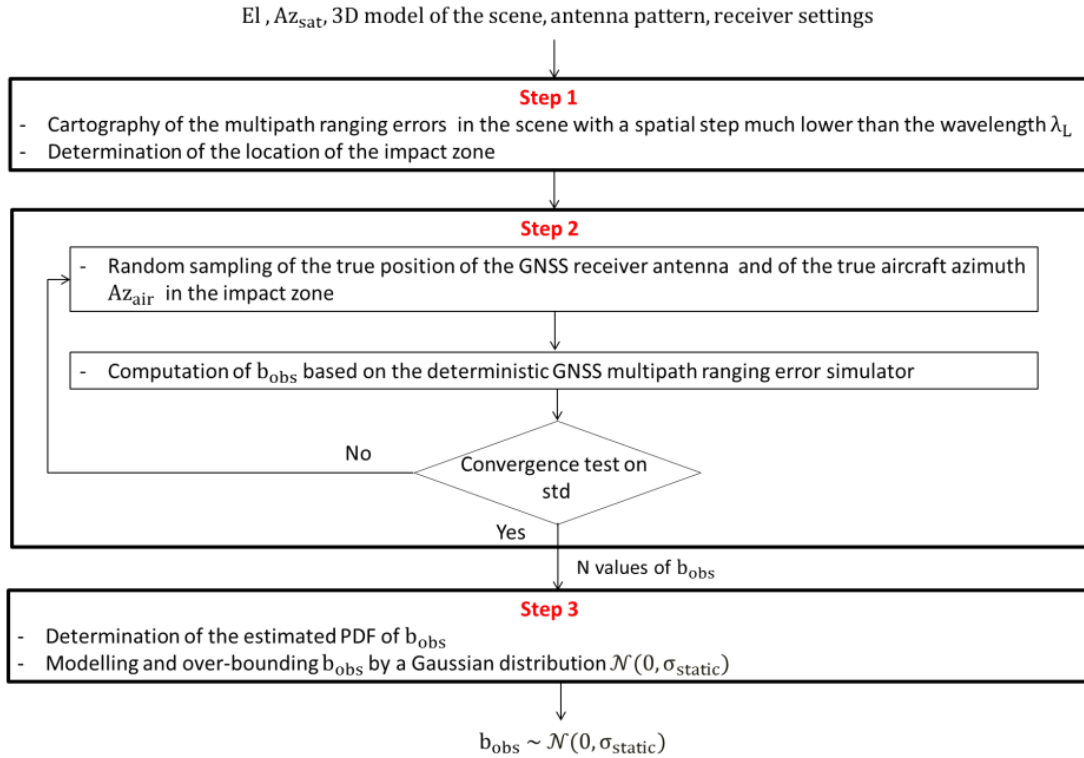 El , Az_sat, 3D model of the scene, antenna pattern, receiver settings
Step 1
- Cartography of the multipath ranging errors in the scene with a spatial step much lower than the wavelength λ_L
- Determination of the location of the impact zone
Step 2
- Random sampling of the true position of the GNSS receiver antenna and of the true aircraft azimuth
Az_air in the impact zone
- Computation of b_obs based on the deterministic GNSS multipath ranging error simulator
No
Convergence test on
std
Yes
N values of b_obs
Step 3
- Determination of the estimated PDF of b_obs
- Modelling and over-bounding b_obs by a Gaussian distribution 𝒩(0, σ_static)
b_obs ~ 𝒩(0, σ_static)